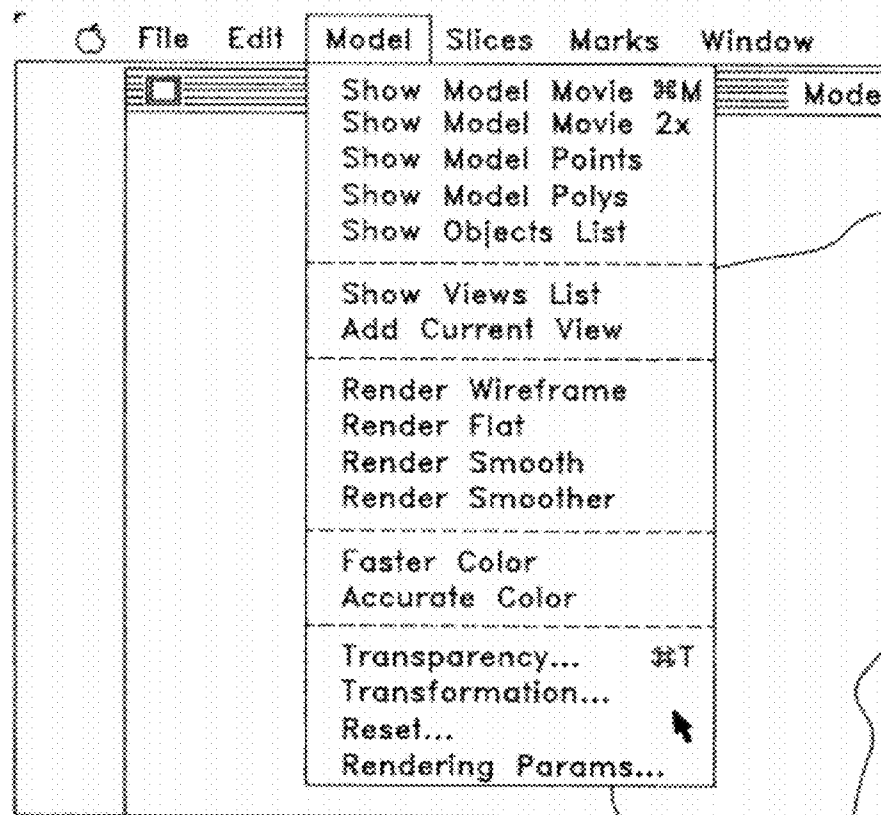 File Edit Model Slices Marks Window
Mode
Show Model Movie ⌘M
Show Model Movie 2x
Show Model Points
Show Model Polys
Show Objects List
Show Views List
Add Current View
Render Wireframe
Render Flat
Render Smooth
Render Smoother
Faster Color
Accurate Color
Transparency... ⌘T
Transformation...
Reset...
Rendering Params...